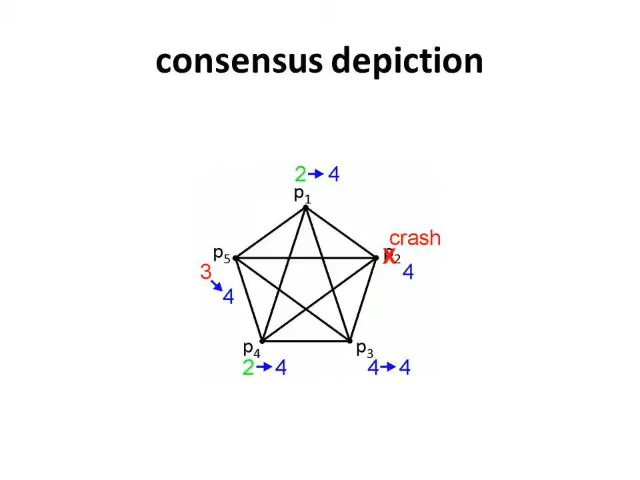 consensus depiction
2→4
p1
crash
p5
x
p2
3
4
4
p4
p3
2→4
4→4